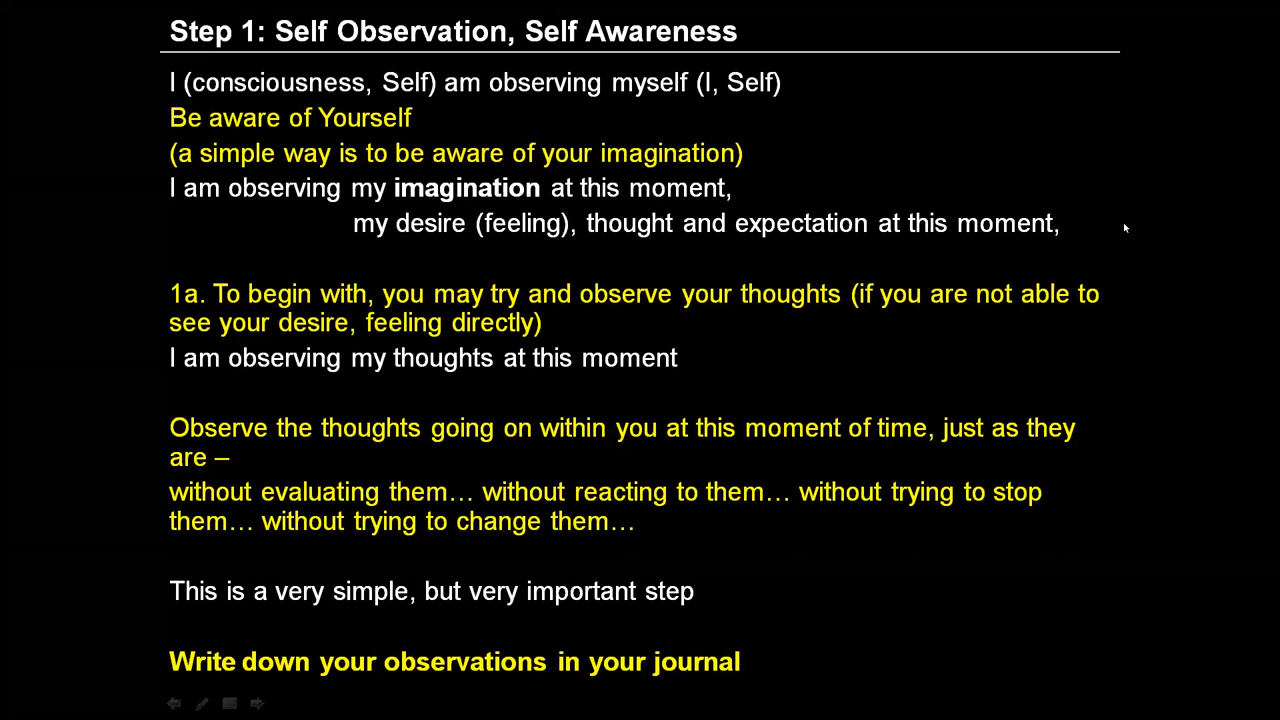 Step 1: Self Observation, Self Awareness
I (consciousness, Self) am observing myself (I, Self)
Be aware of Yourself
(a simple way is to be aware of your imagination)
I am observing my imagination at this moment,
my desire (feeling), thought and expectation at this moment,
1a. To begin with, you may try and observe your thoughts (if you are not able to
see your desire, feeling directly)
I am observing my thoughts at this moment
Observe the thoughts going on within you at this moment of time, just as they
are –
without evaluating them… without reacting to them… without trying to stop
them… without trying to change them…
This is a very simple, but very important step
Write down your observations in your journal